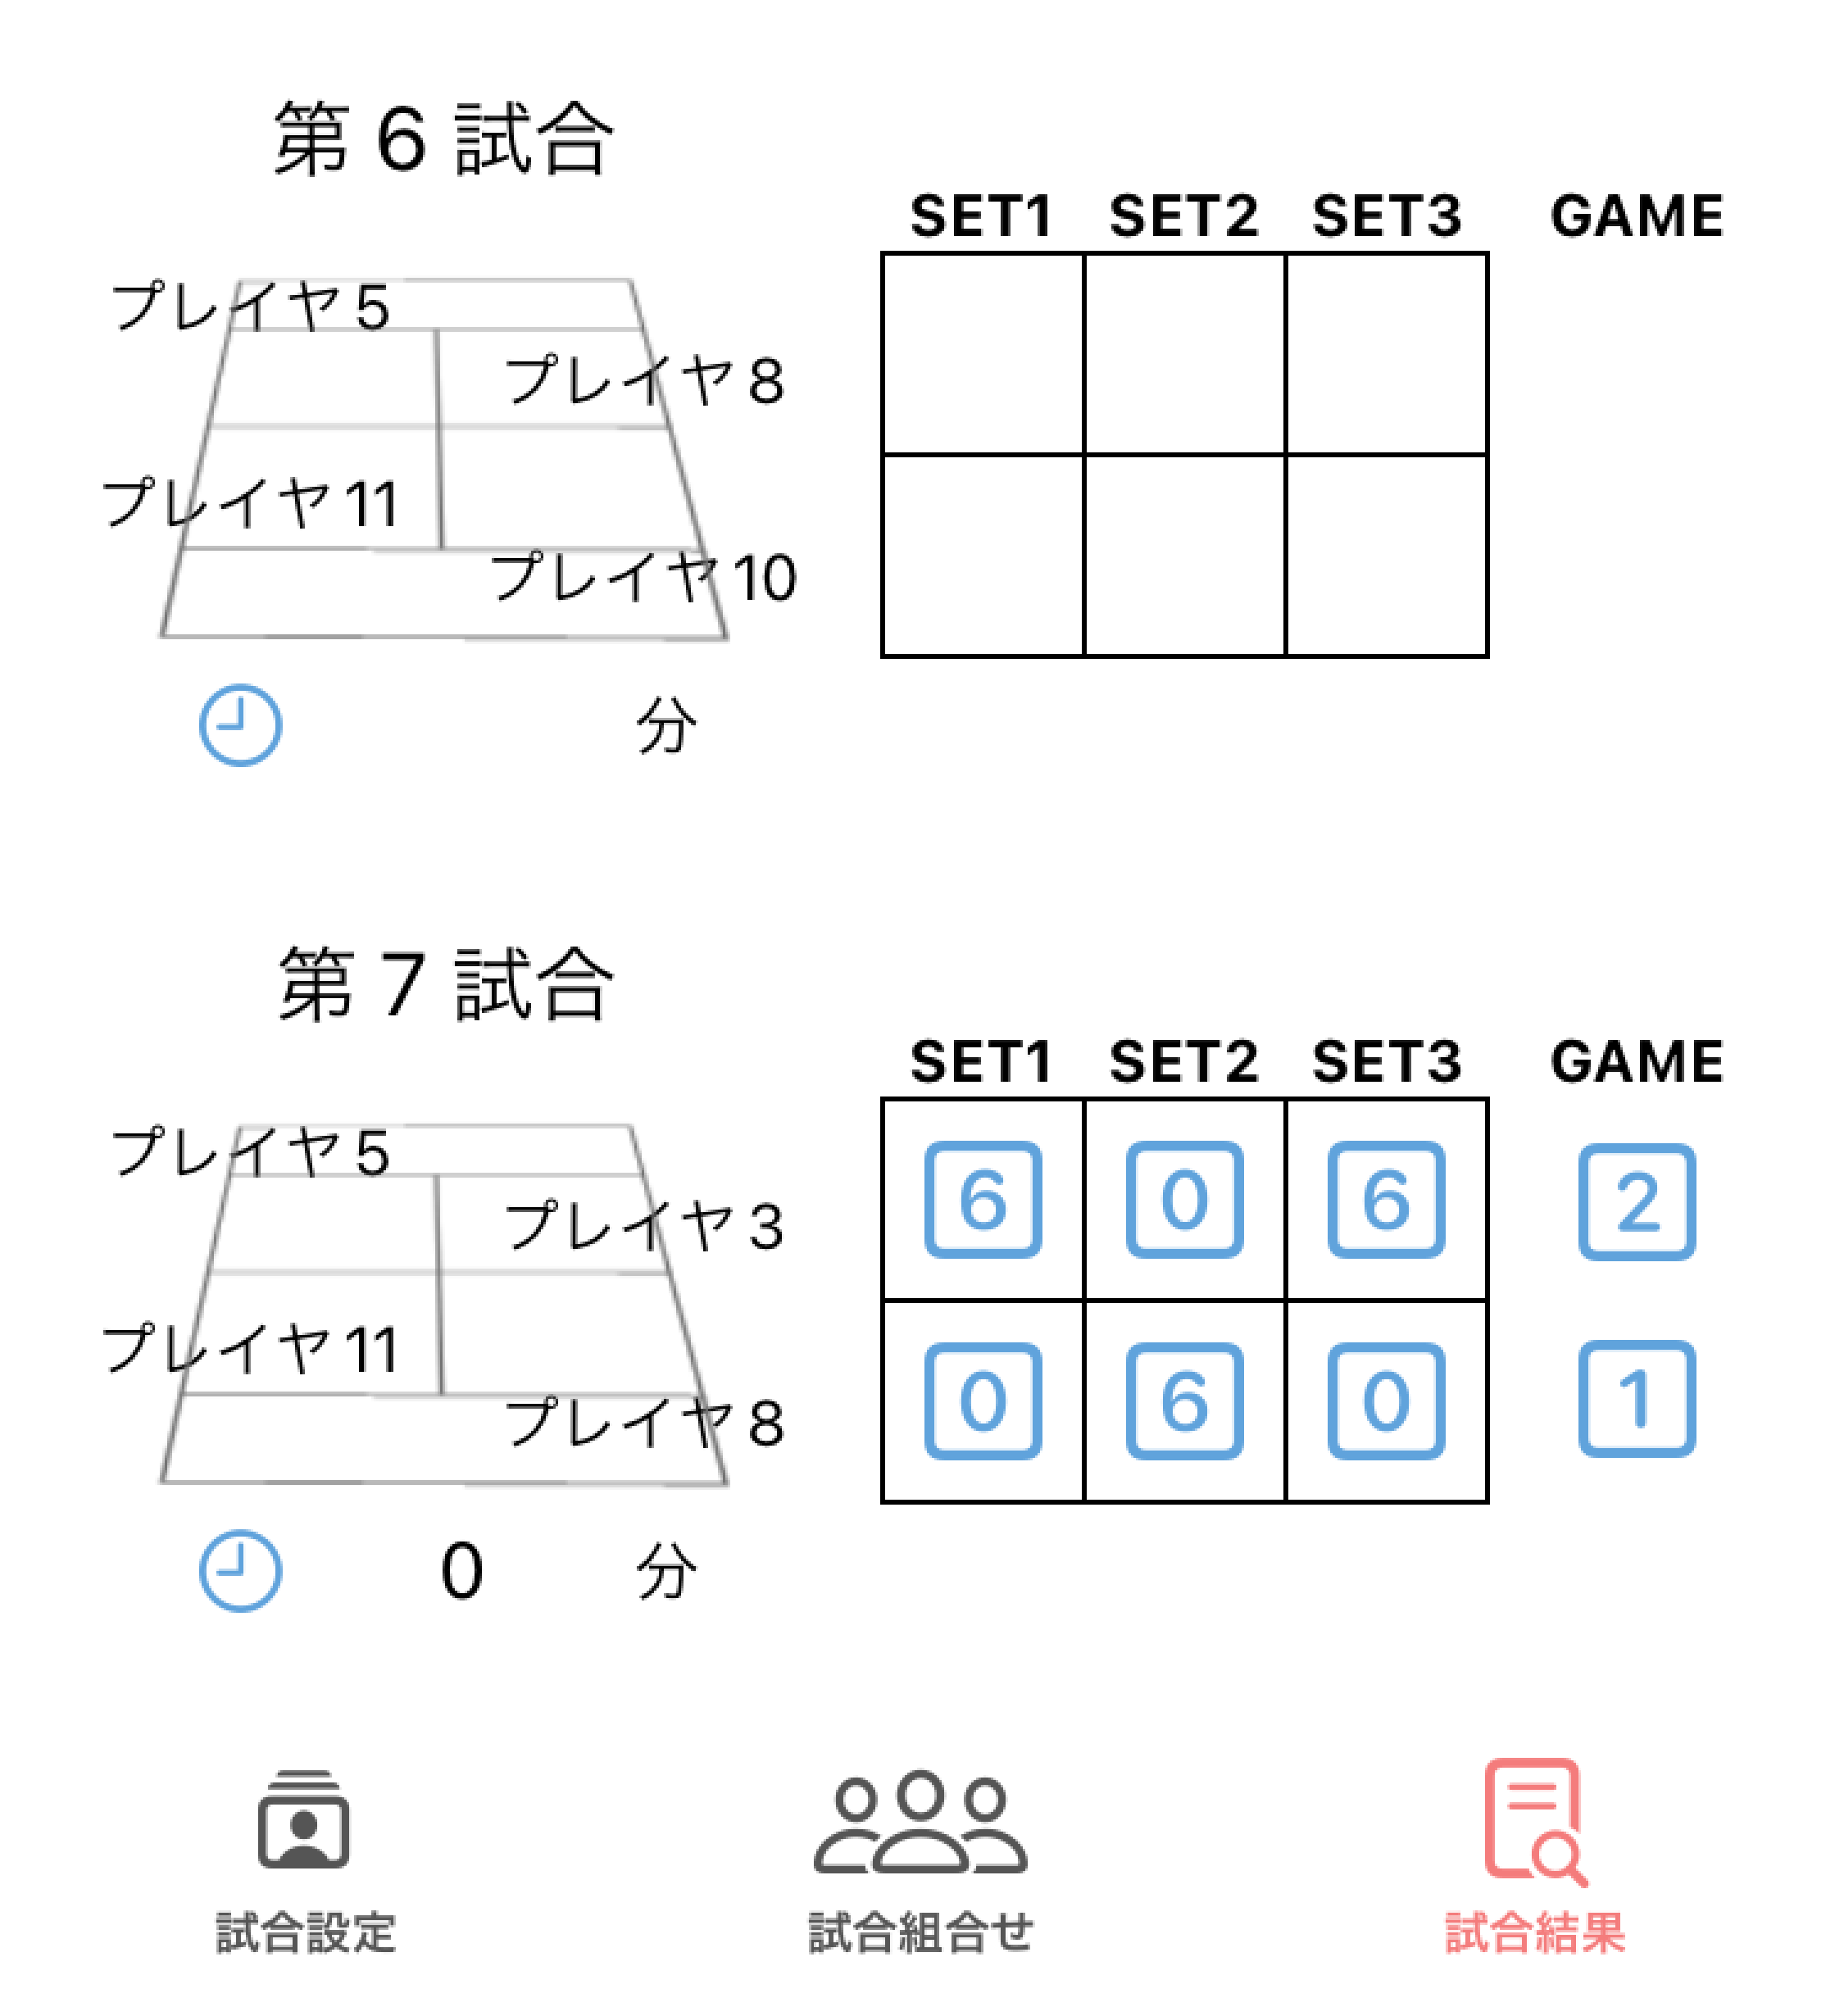 第 6 試合
SET1 SET2 SET3 GAME
プレイヤ5
プレイヤ8
プレイヤ11
プレイヤ10
分
第 7 試合
SET1 SET2 SET3 GAME
プレイヤ5
プレイヤ3
プレイヤ11
プレイヤ8
6 0 6 2
0 6 0 1
0 分
試合設定 試合組合せ 試合結果